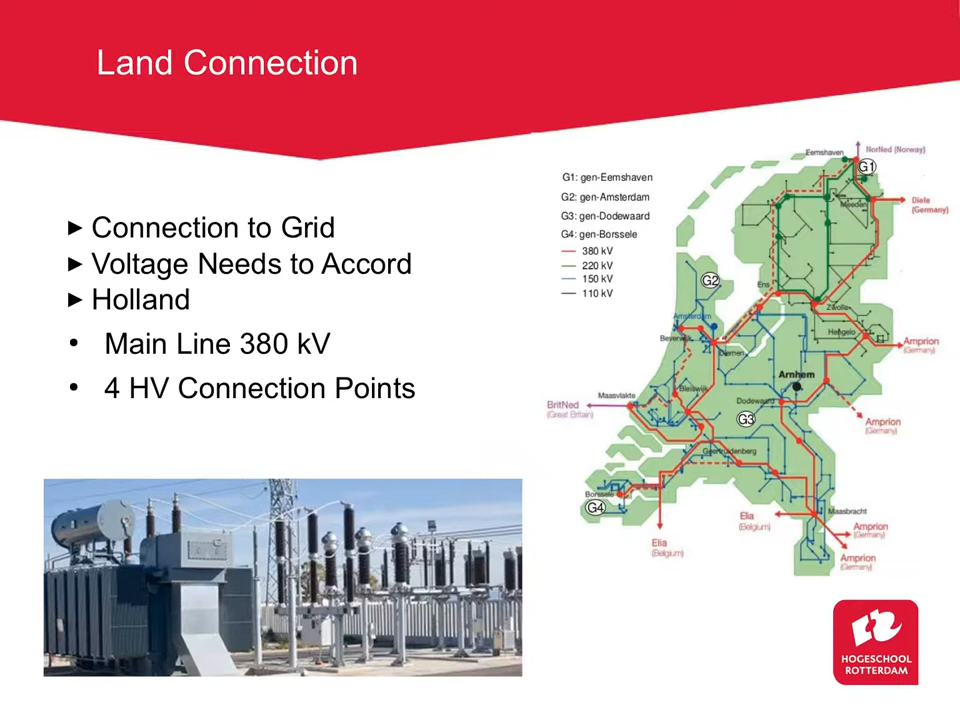 Land Connection
► Connection to Grid
► Voltage Needs to Accord
► Holland
• Main Line 380 kV
• 4 HV Connection Points
G1: gen-Eemshaven
G2: gen-Amsterdam
G3: gen-Dodewaard
G4: gen-Borssele
380 kV
220 kV
150 kV
110 kV
Eemshaven
NorNed (Norway)
G1
Diele
(Germany)
Meeden
G2
Ens
Zwolle
Amsterdam
Beverwijk
Diemen
Hengelo
Amprion
(Germany)
Arnhem
Bleiswijk
Maasvlakte
Dodewaard
BritNed
(Great Britain)
G3
Amprion
(Germany)
Geertruidenberg
Borssele
G4
Maasbracht
Elia
(Belgium)
Elia
(Belgium)
Amprion
(Germany)
Amprion
(Germany)
HOGESCHOOL
ROTTERDAM